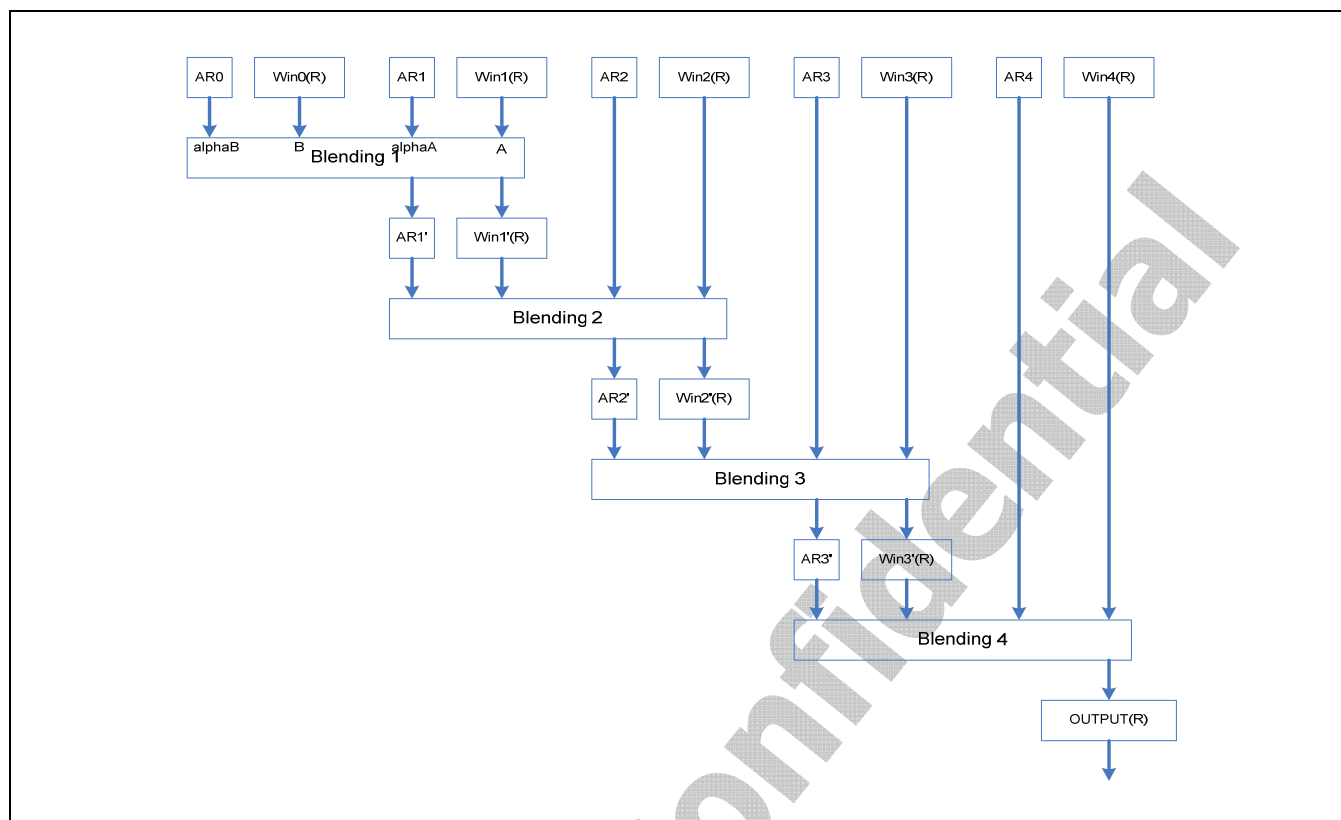 AR0 Win0(R) AR1 Win1(R) AR2 Win2(R) AR3 Win3(R) AR4 Win4(R)
alphaB B Blending 1 alphaA A
AR1' Win1'(R)
Blending 2
AR2' Win2'(R)
Blending 3
AR3' Win3'(R)
Blending 4
OUTPUT(R)
onfidential